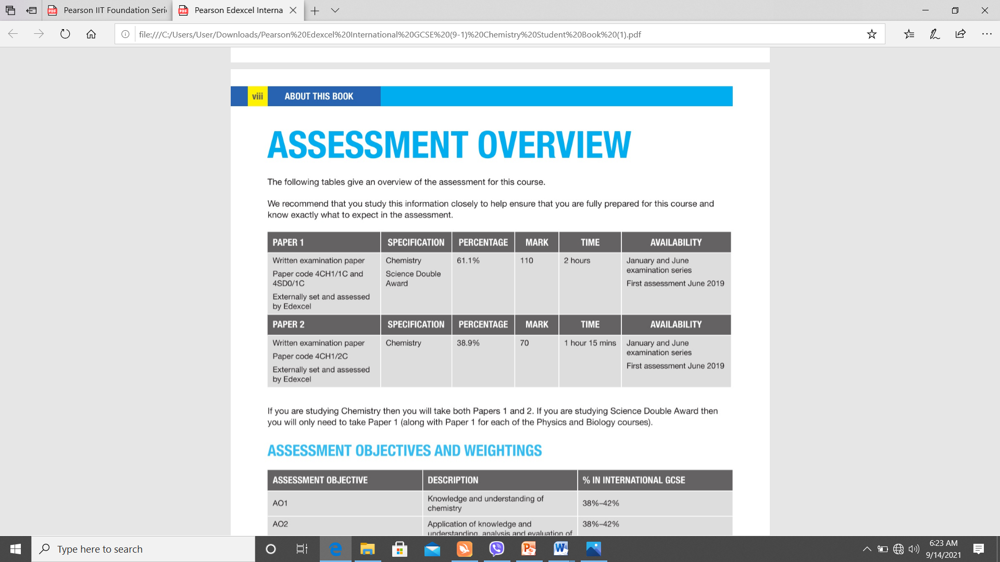 Pearson IIT Foundation Seri
Pearson Edexcel Interna
file:///C:/Users/User/Downloads/Pearson%20Edexcel%20International%20GCSE%20(9-1)%20Chemistry%20Student%20Book%20(1).pdf
viii ABOUT THIS BOOK
ASSESSMENT OVERVIEW
The following tables give an overview of the assessment for this course.
We recommend that you study this information closely to help ensure that you are fully prepared for this course and
know exactly what to expect in the assessment.
PAPER 1 SPECIFICATION PERCENTAGE MARK TIME AVAILABILITY
Written examination paper Chemistry 61.1% 110 2 hours January and June
examination series
Paper code 4CH1/1C and Science Double
4SD0/1C Award First assessment June 2019
Externally set and assessed
by Edexcel
PAPER 2 SPECIFICATION PERCENTAGE MARK TIME AVAILABILITY
Written examination paper Chemistry 38.9% 70 1 hour 15 mins January and June
examination series
Paper code 4CH1/2C
First assessment June 2019
Externally set and assessed
by Edexcel
If you are studying Chemistry then you will take both Papers 1 and 2. If you are studying Science Double Award then
you will only need to take Paper 1 (along with Paper 1 for each of the Physics and Biology courses).
ASSESSMENT OBJECTIVES AND WEIGHTINGS
ASSESSMENT OBJECTIVE DESCRIPTION % IN INTERNATIONAL GCSE
AO1 Knowledge and understanding of
chemistry 38%–42%
AO2 Application of knowledge and 38%–42%
understanding, analysis and evaluation of
Type here to search
6:23 AM
9/14/2021